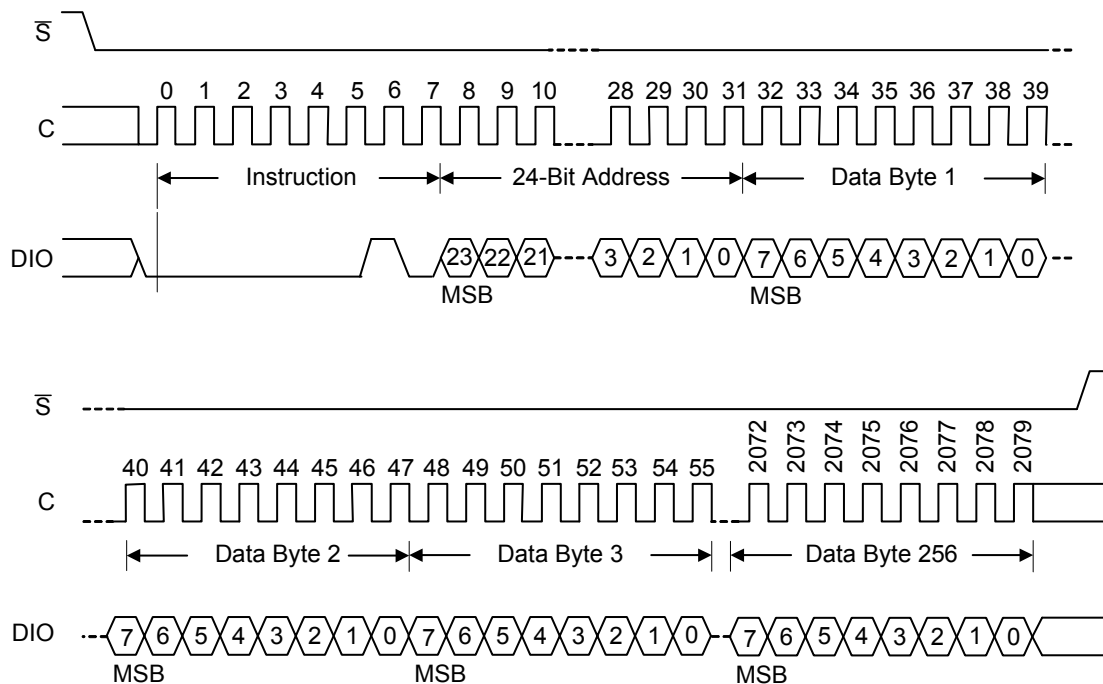 S̅
0 1 2 3 4 5 6 7 8 9 10 28 29 30 31 32 33 34 35 36 37 38 39
C
Instruction 24-Bit Address Data Byte 1
DIO 23 22 21 3 2 1 0 7 6 5 4 3 2 1 0
MSB MSB
S̅
2072 2073 2074 2075 2076 2077 2078 2079
40 41 42 43 44 45 46 47 48 49 50 51 52 53 54 55
C
Data Byte 2 Data Byte 3 Data Byte 256
DIO 7 6 5 4 3 2 1 0 7 6 5 4 3 2 1 0 7 6 5 4 3 2 1 0
MSB MSB MSB